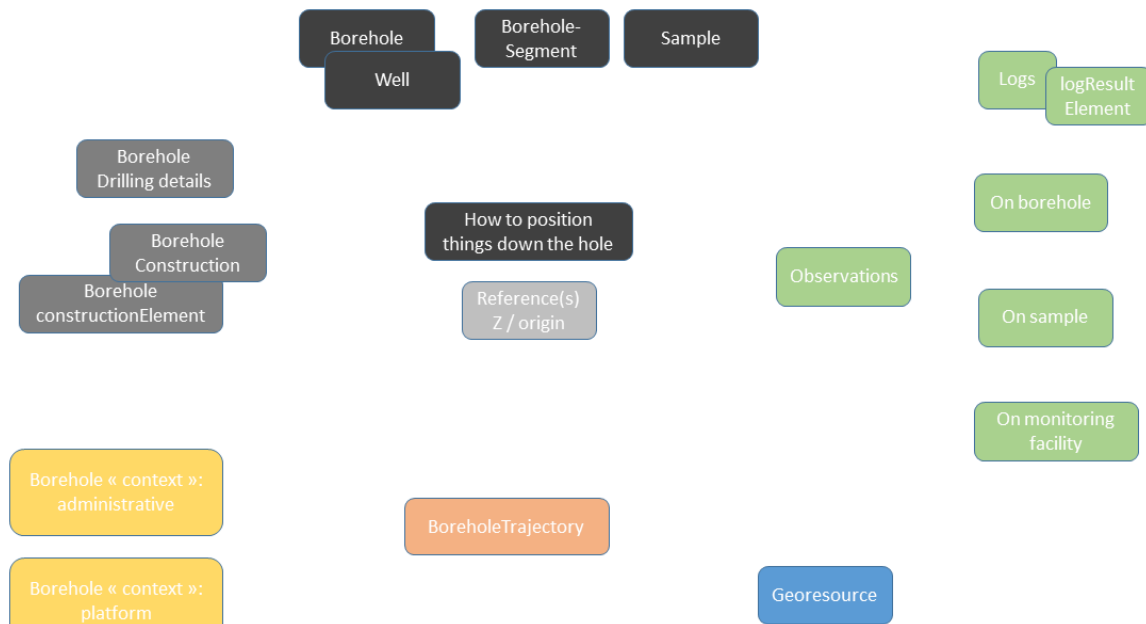 Borehole
Well
Borehole-
Segment
Sample
Logs
logResult
Element
Borehole
Drilling details
On borehole
How to position
things down the hole
Borehole
Construction
Borehole
constructionElement
Observations
Reference(s)
Z / origin
On sample
On monitoring
facility
Borehole « context »:
administrative
BoreholeTrajectory
Borehole « context »:
platform
Georesource